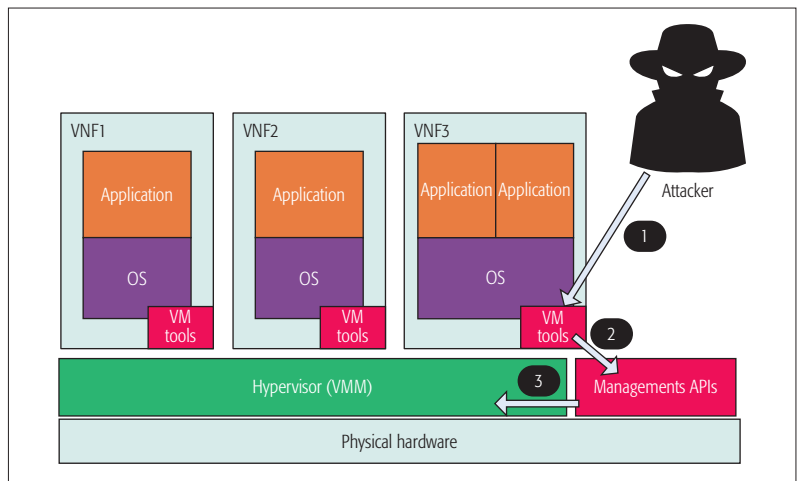 VNF1
VNF2
VNF3
Application
Application
Application
Application
Attacker
1
OS
OS
OS
VM
tools
VM
tools
VM
tools
2
Hypervisor (VMM)
3
Managements APIs
Physical hardware